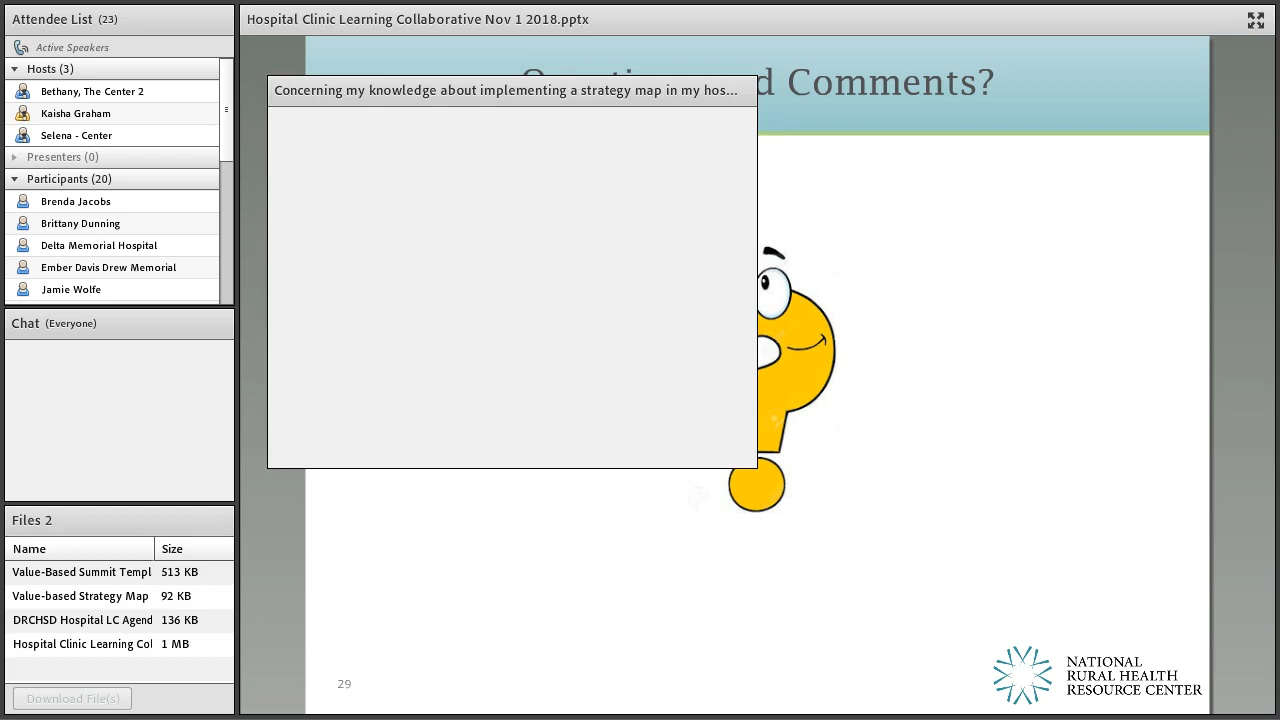 Attendee List (23)
Active Speakers
Hosts (3)
Bethany, The Center 2
Kaisha Graham
Selena - Center
Presenters (0)
Participants (20)
Brenda Jacobs
Brittany Dunning
Delta Memorial Hospital
Ember Davis Drew Memorial
Jamie Wolfe
Chat (Everyone)
Files 2
Name Size
Value-Based Summit Templ 513 KB
Value-based Strategy Map 92 KB
DRCHSD Hospital LC Agend 136 KB
Hospital Clinic Learning Col 1 MB
Download File(s)
Hospital Clinic Learning Collaborative Nov 1 2018.pptx
Comments?
Concerning my knowledge about implementing a strategy map in my hos...
29
NATIONAL
RURAL HEALTH
RESOURCE CENTER